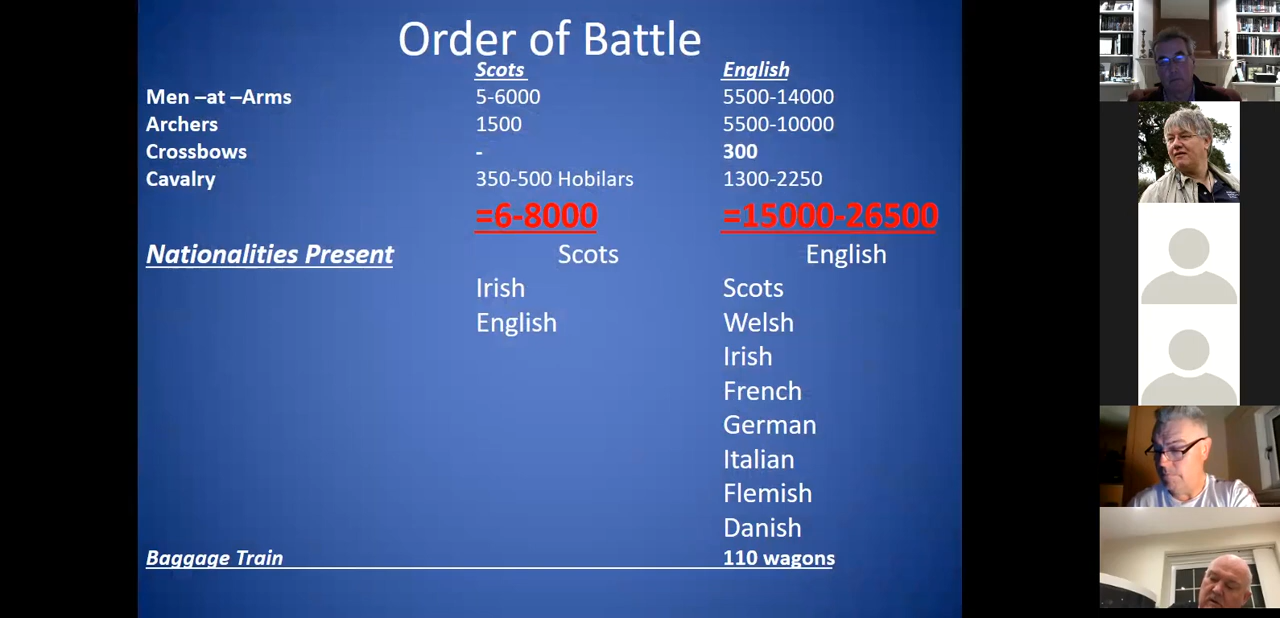 Order of Battle
Scots English
Men –at –Arms 5-6000 5500-14000
Archers 1500 5500-10000
Crossbows - 300
Cavalry 350-500 Hobilars 1300-2250
=6-8000 =15000-26500
Nationalities Present Scots English
Irish Scots
English Welsh
Irish
French
German
Italian
Flemish
Danish
Baggage Train 110 wagons